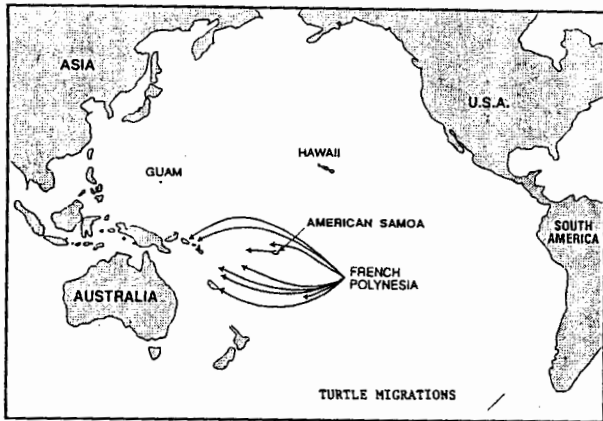 ASIA
U.S.A.
HAWAII
GUAM
AMERICAN SAMOA
SOUTH
AMERICA
FRENCH
POLYNESIA
AUSTRALIA
TURTLE MIGRATIONS